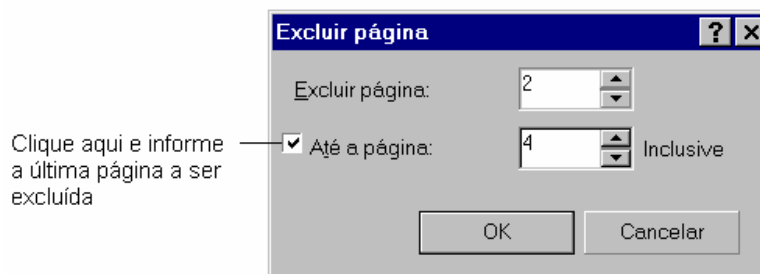 Excluir página
Excluir página: 2
Clique aqui e informe
a última página a ser
excluída
Até a página: 4 Inclusive
OK Cancelar